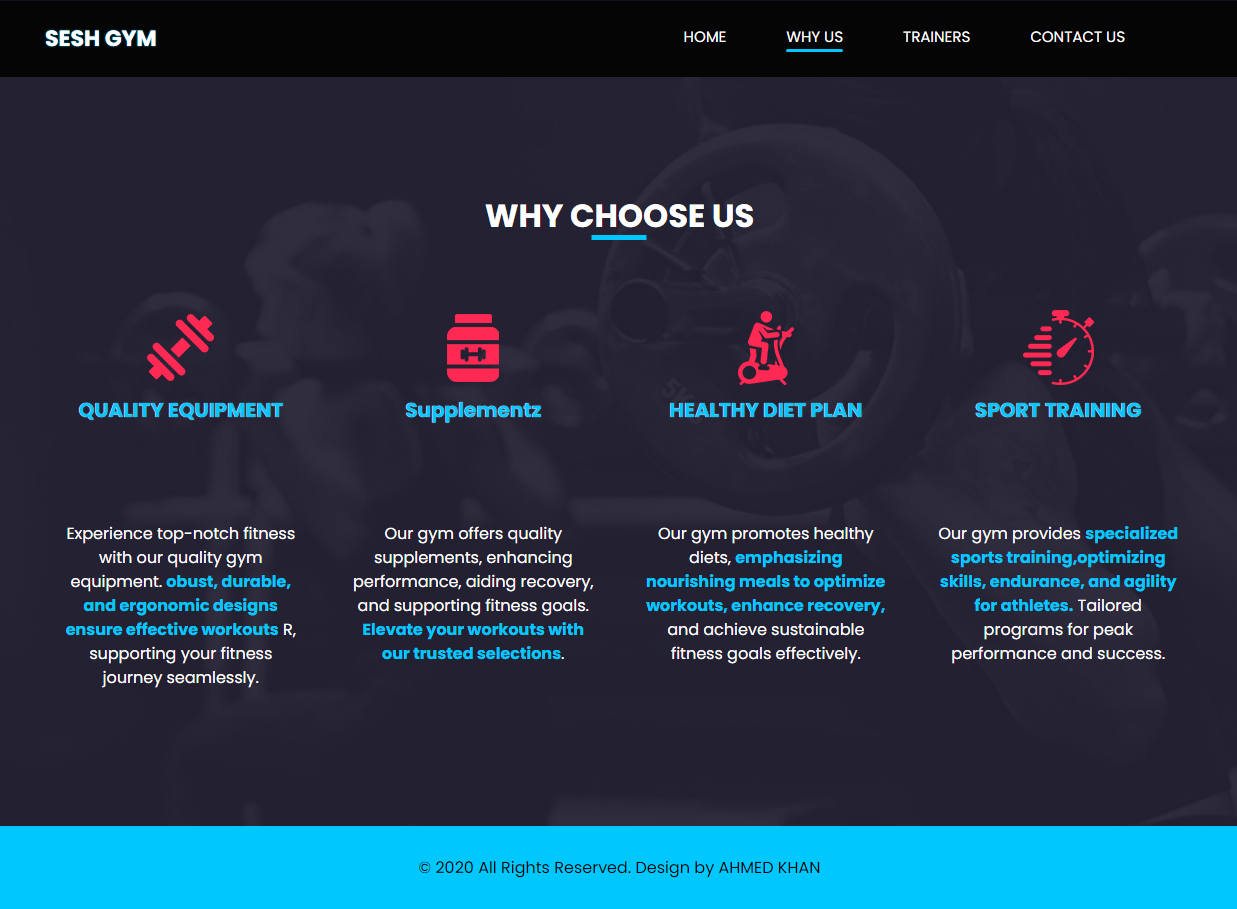 SESH GYM
HOME
WHY US
TRAINERS
CONTACT US
WHY CHOOSE US
QUALITY EQUIPMENT
Experience top-notch fitness
with our quality gym
equipment. obust, durable,
and ergonomic designs
ensure effective workouts R,
supporting your fitness
journey seamlessly.
Supplementz
Our gym offers quality
supplements, enhancing
performance, aiding recovery,
and supporting fitness goals.
Elevate your workouts with
our trusted selections.
HEALTHY DIET PLAN
Our gym promotes healthy
diets, emphasizing
nourishing meals to optimize
workouts, enhance recovery,
and achieve sustainable
fitness goals effectively.
SPORT TRAINING
Our gym provides specialized
sports training,optimizing
skills, endurance, and agility
for athletes. Tailored
programs for peak
performance and success.
© 2020 All Rights Reserved. Design by AHMED KHAN